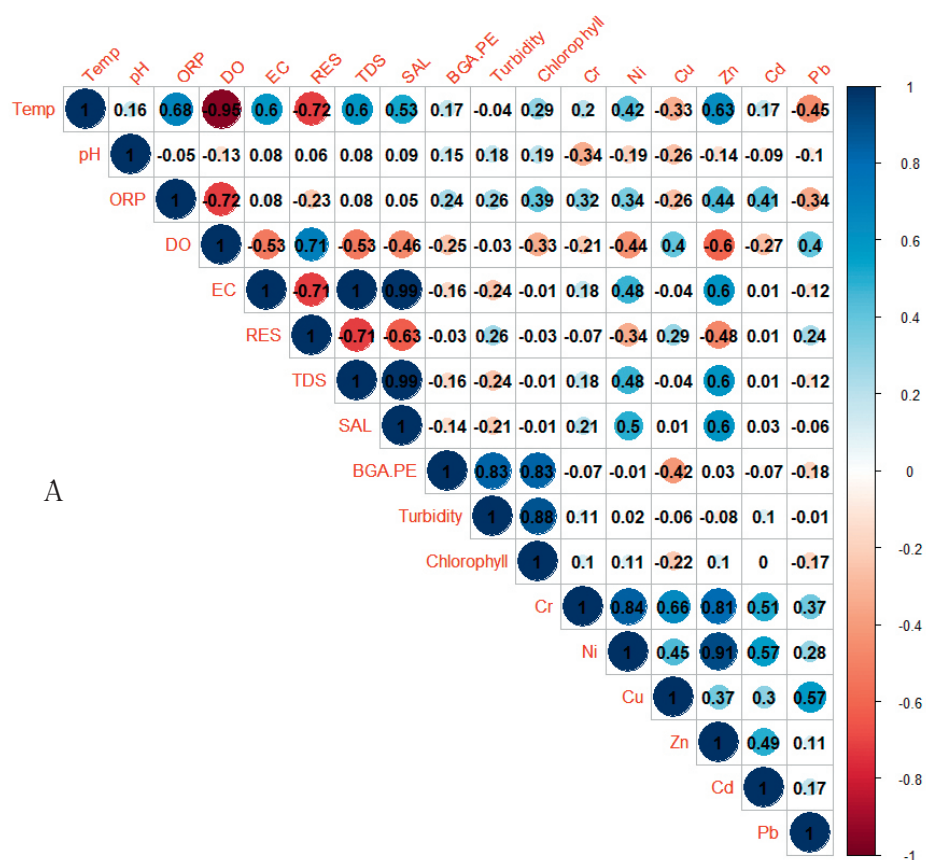 Temp pH ORP DO EC RES TDS SAL BGA.PE Turbidity Chlorophyll Cr Ni Cu Zn Cd Pb
Temp 1 0.16 0.68 -0.95 0.6 -0.72 0.6 0.53 0.17 -0.04 0.29 0.2 0.42 -0.33 0.63 0.17 -0.45
pH 1 -0.05 -0.13 0.08 0.06 0.08 0.09 0.15 0.18 0.19 -0.34 -0.19 -0.26 -0.14 -0.09 -0.1
ORP 1 -0.72 0.08 -0.23 0.08 0.05 0.24 0.26 0.39 0.32 0.34 -0.26 0.44 0.41 -0.34
DO 1 -0.53 0.71 -0.53 -0.46 -0.25 -0.03 -0.33 -0.21 -0.44 0.4 -0.6 -0.27 0.4
EC 1 -0.71 1 0.99 -0.16 -0.24 -0.01 0.18 0.48 -0.04 0.6 0.01 -0.12
RES 1 -0.71 -0.63 -0.03 0.26 -0.03 -0.07 -0.34 0.29 -0.48 0.01 0.24
TDS 1 0.99 -0.16 -0.24 -0.01 0.18 0.48 -0.04 0.6 0.01 -0.12
SAL 1 -0.14 -0.21 -0.01 0.21 0.5 0.01 0.6 0.03 -0.06
BGA.PE 1 0.83 0.83 -0.07 -0.01 -0.42 0.03 -0.07 -0.18
A
Turbidity 1 0.88 0.11 0.02 -0.06 -0.08 0.1 -0.01
Chlorophyll 1 0.1 0.11 -0.22 0.1 0 -0.17
Cr 1 0.84 0.66 0.81 0.51 0.37
Ni 1 0.45 0.91 0.57 0.28
Cu 1 0.37 0.3 0.57
Zn 1 0.49 0.11
Cd 1 0.17
Pb 1
1
0.8
0.6
0.4
0.2
0
-0.2
-0.4
-0.6
-0.8
-1